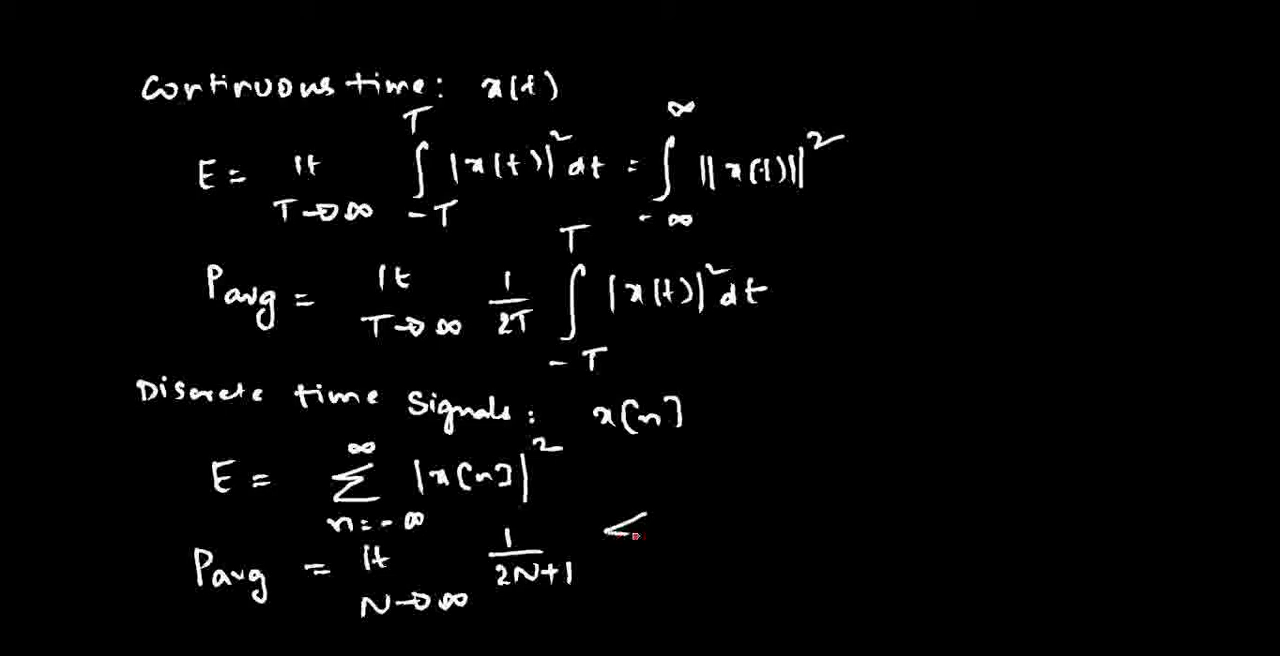 Continuous time: x(t)
E = lt T→∞ ∫_{-T}^{T} |x(t)|² dt = ∫_{-∞}^{∞} ||x(t)||²
Pavg = lt T→∞ 1/2T ∫_{-T}^{T} |x(t)|² dt
Discrete time Signals: x[n]
E = ∑_{n=-∞}^{∞} |x[n]|²
Pavg = lt N→∞ 1/2N+1